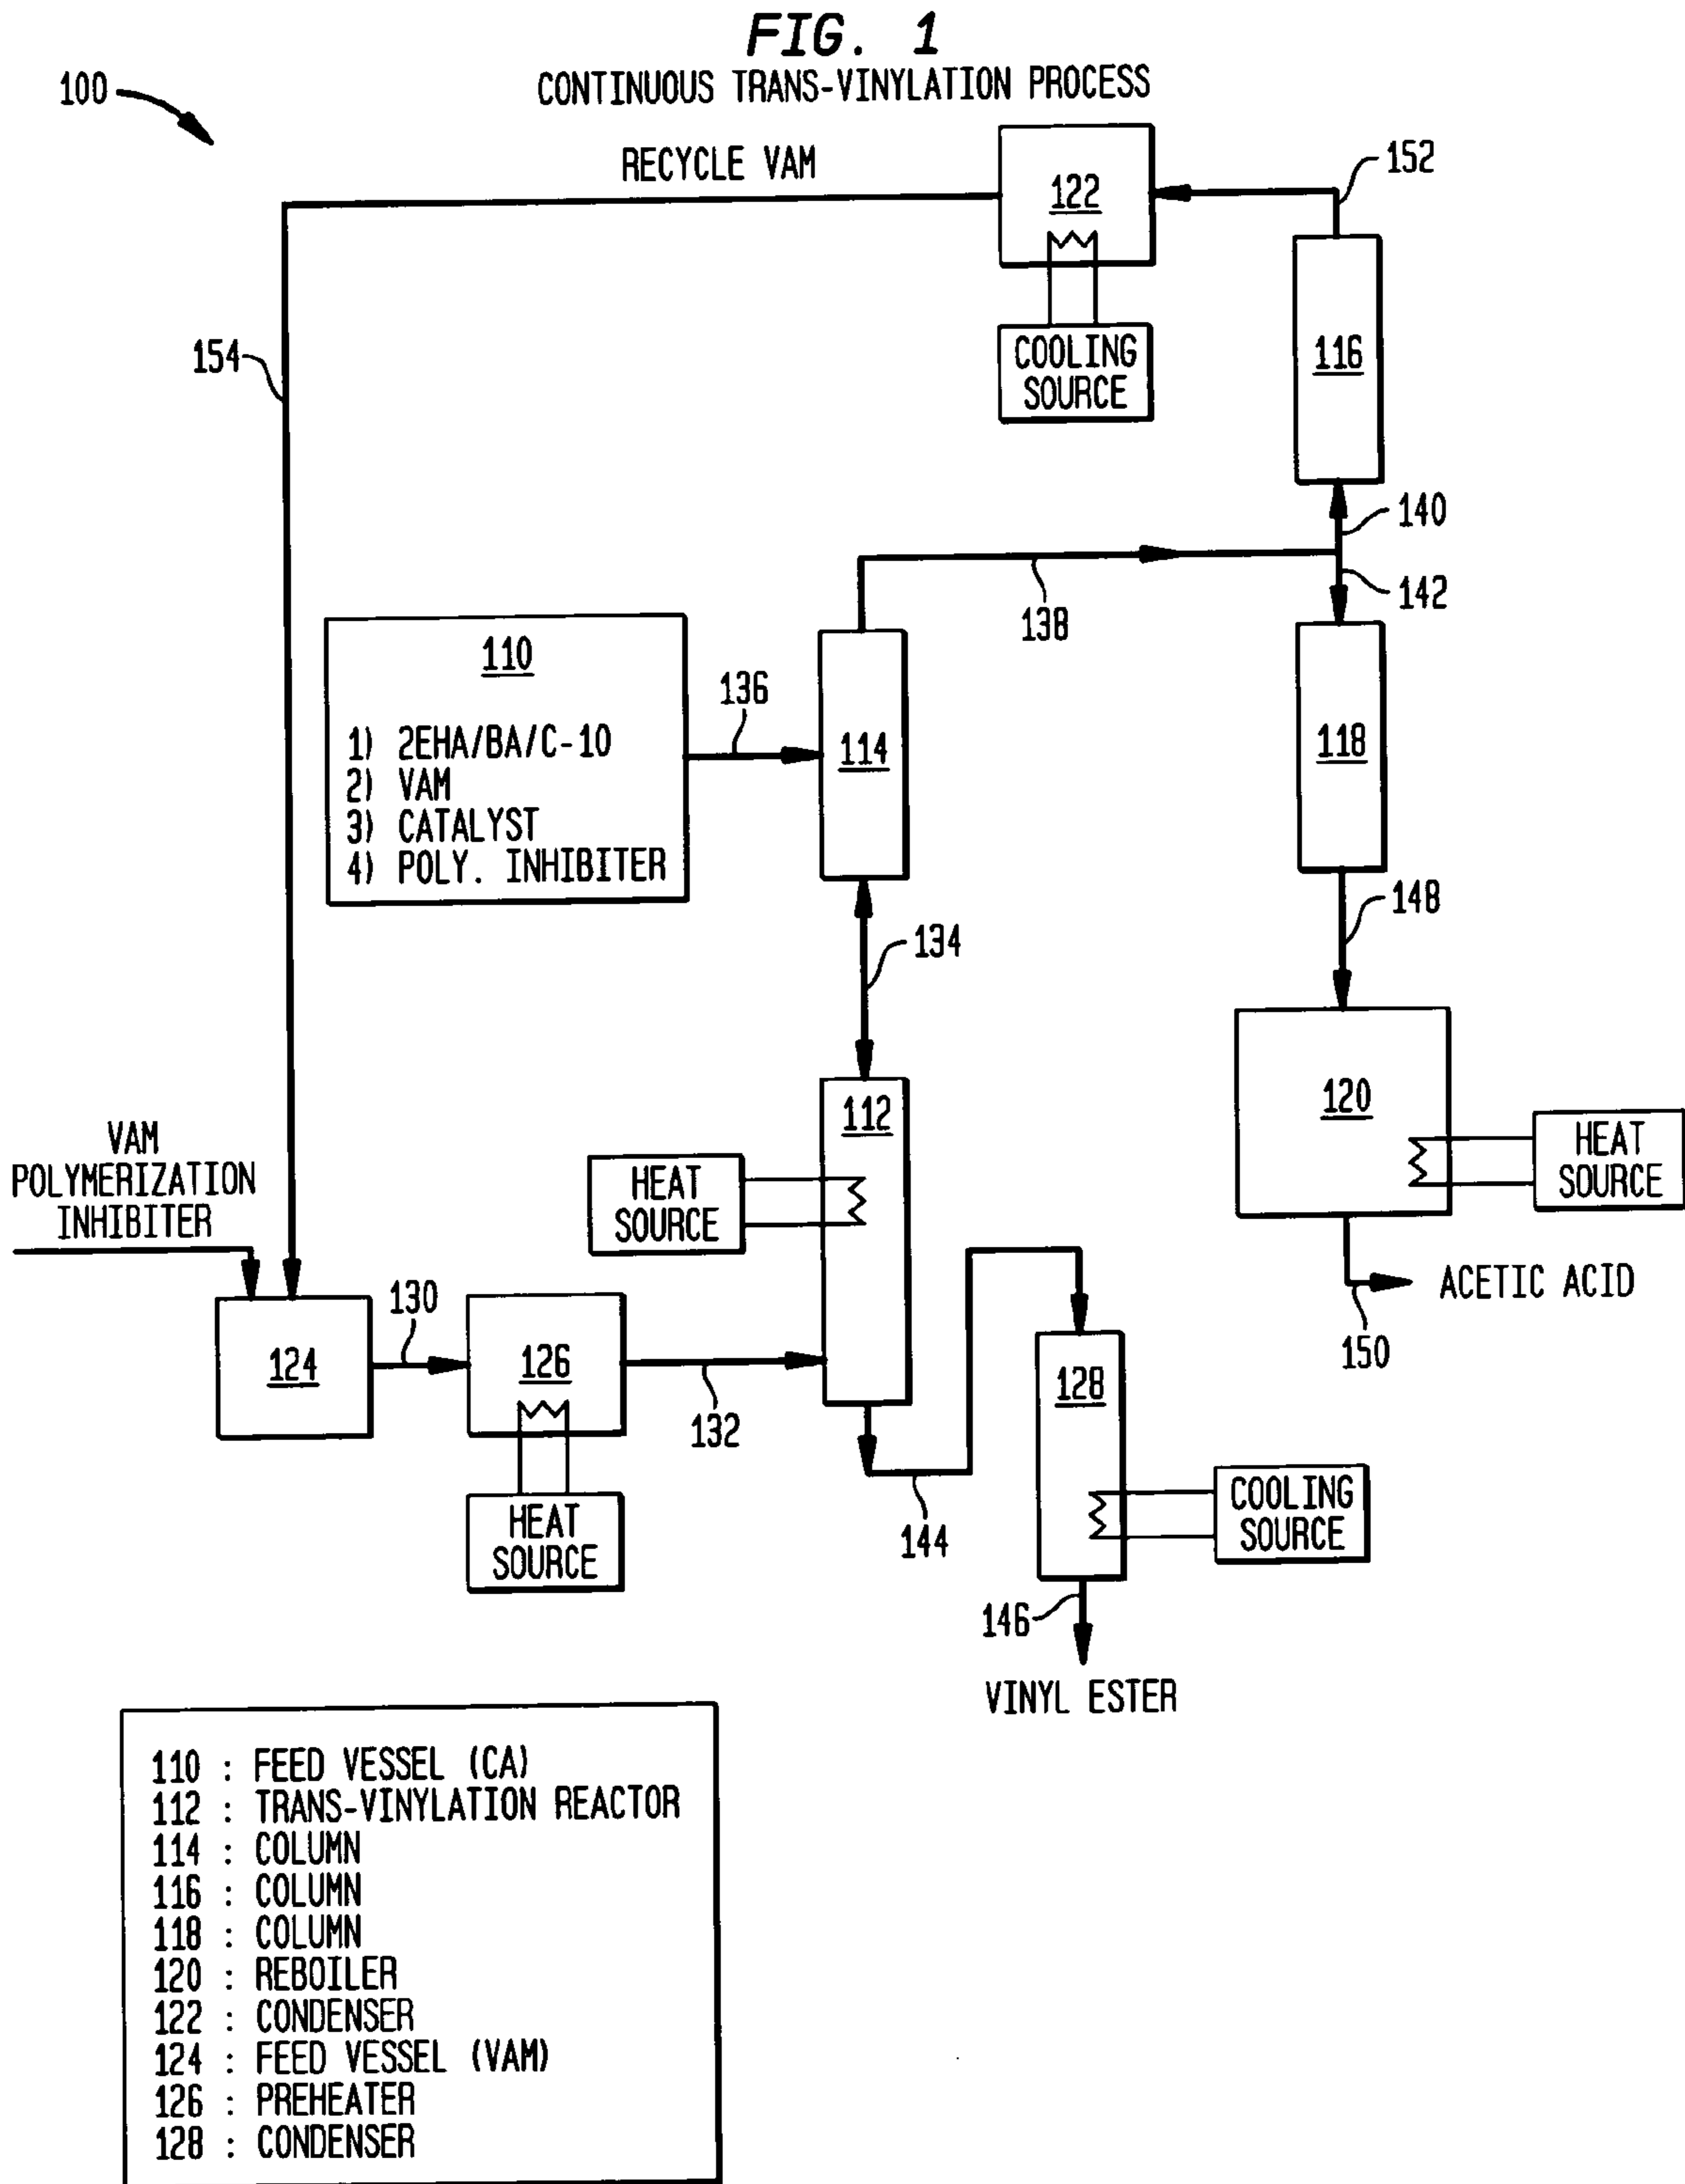 FIG. 1
CONTINUOUS TRANS-VINYLATION PROCESS
100
RECYCLE VAM
122
152
COOLING
SOURCE
116
154
140
142
138
110
1) 2EHA/BA/C-10
2) VAM
3) CATALYST
4) POLY. INHIBITER
136
114
118
148
134
112
120
HEAT
SOURCE
VAM
POLYMERIZATION
INHIBITER
HEAT
SOURCE
ACETIC ACID
150
124
130
126
132
128
HEAT
SOURCE
144
COOLING
SOURCE
146
VINYL ESTER
110 : FEED VESSEL (CA)
112 : TRANS-VINYLATION REACTOR
114 : COLUMN
116 : COLUMN
118 : COLUMN
120 : REBOILER
122 : CONDENSER
124 : FEED VESSEL (VAM)
126 : PREHEATER
128 : CONDENSER